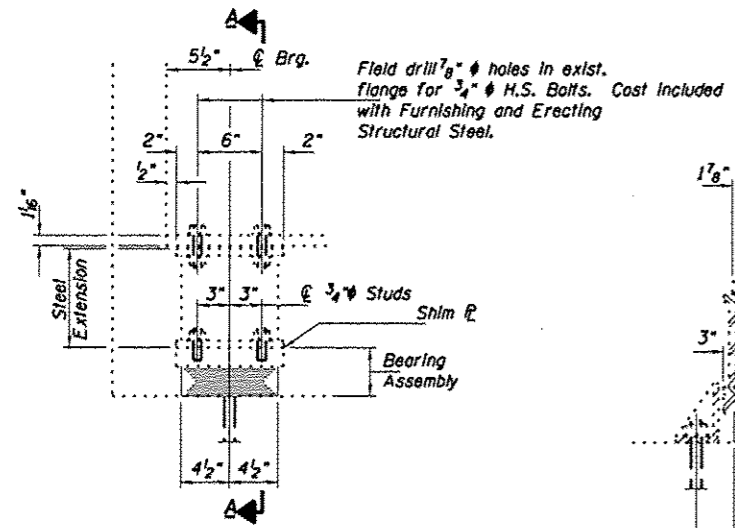 A
5½"
℄ Brg.
Field drill ⅞" ϕ holes in exist.
flange for ¾" ϕ H.S. Bolts. Cost included
with Furnishing and Erecting
Structural Steel.
2"
6"
2"
½"
1⅞"
1/16"
Steel
Extension
3"
3"
℄ ¾"ϕ Studs
Shim ℙ
3"
Bearing
Assembly
4½"
4½"
A